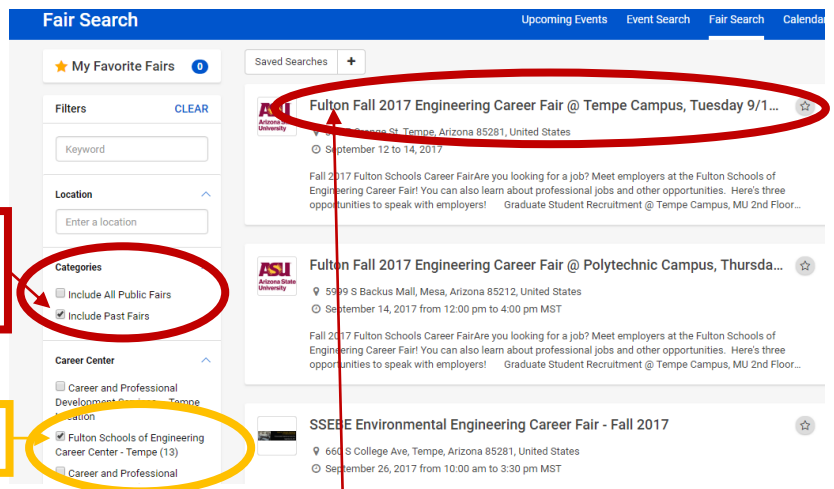 Fair Search
Upcoming Events Event Search Fair Search Calendar
My Favorite Fairs 0
Filters CLEAR
Keyword
Location
Enter a location
Categories
Include All Public Fairs
Include Past Fairs
Career Center
Career and Professional
Development Tempe
Fulton Schools of Engineering
Career Center - Tempe (13)
Career and Professional
Saved Searches +
ASU
Arizona State
University
Fulton Fall 2017 Engineering Career Fair @ Tempe Campus, Tuesday 9/1...
St, Tempe, Arizona 85281, United States
September 12 to 14, 2017
Fall 2017 Fulton Schools Career FairAre you looking for a job? Meet employers at the Fulton Schools of
Engineering Career Fair! You can also learn about professional jobs and other opportunities. Here's three
opportunities to speak with employers! Graduate Student Recruitment @ Tempe Campus, MU 2nd Floor...
ASU
Arizona State
University
Fulton Fall 2017 Engineering Career Fair @ Polytechnic Campus, Thursda...
5999 S Backus Mall, Mesa, Arizona 85212, United States
September 14, 2017 from 12:00 pm to 4:00 pm MST
Fall 2017 Fulton Schools Career FairAre you looking for a job? Meet employers at the Fulton Schools of
Engineering Career Fair! You can also learn about professional jobs and other opportunities. Here's three
opportunities to speak with employers! Graduate Student Recruitment @ Tempe Campus, MU 2nd Floor...
SSEBE Environmental Engineering Career Fair - Fall 2017
660 S College Ave, Tempe, Arizona 85281, United States
September 26, 2017 from 10:00 am to 3:30 pm MST